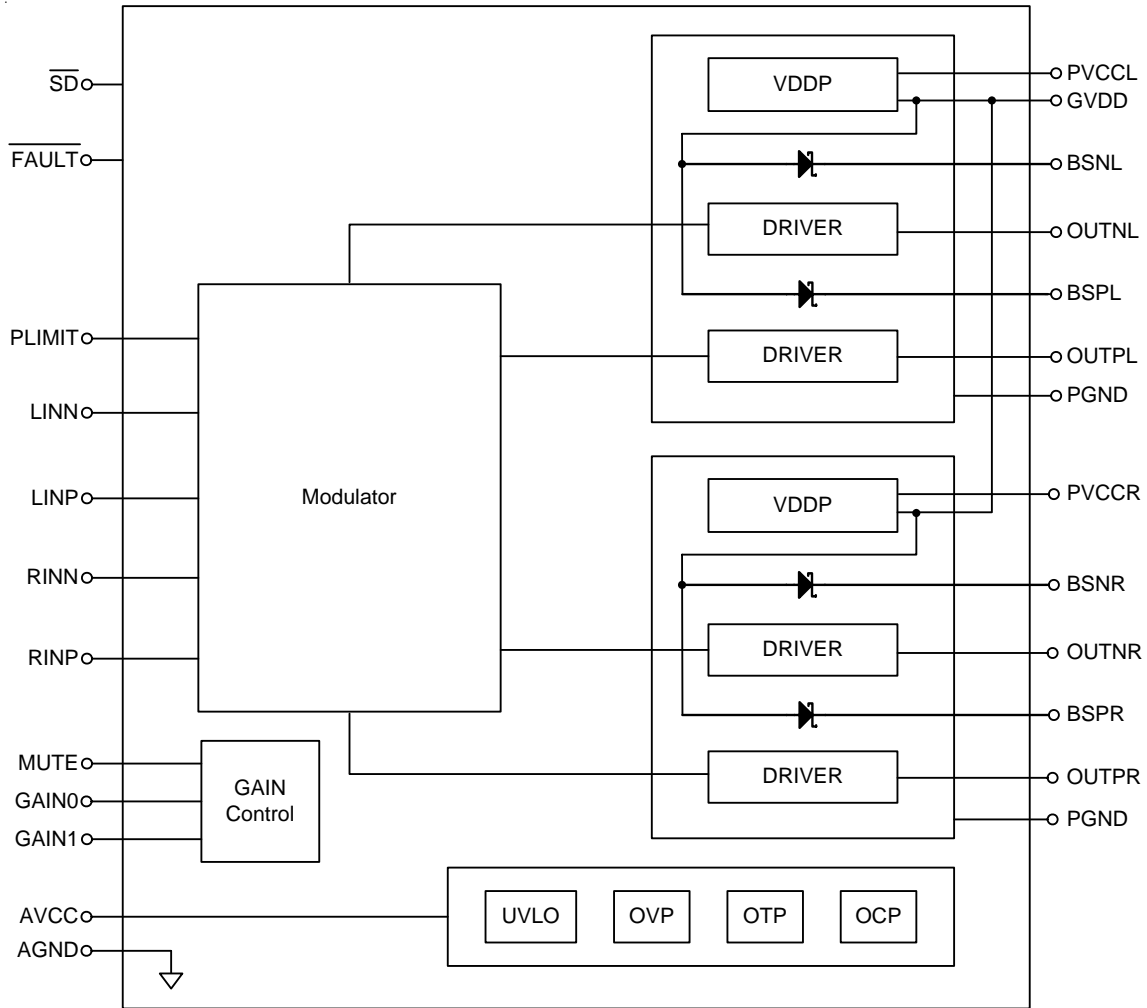 SD
FAULT
PLIMIT
LINN
LINP
RINN
RINP
MUTE
GAIN0
GAIN1
AVCC
AGND
Modulator
GAIN
Control
VDDP
DRIVER
DRIVER
VDDP
DRIVER
DRIVER
UVLO
OVP
OTP
OCP
PVCCL
GVDD
BSNL
OUTNL
BSPL
OUTPL
PGND
PVCCR
BSNR
OUTNR
BSPR
OUTPR
PGND